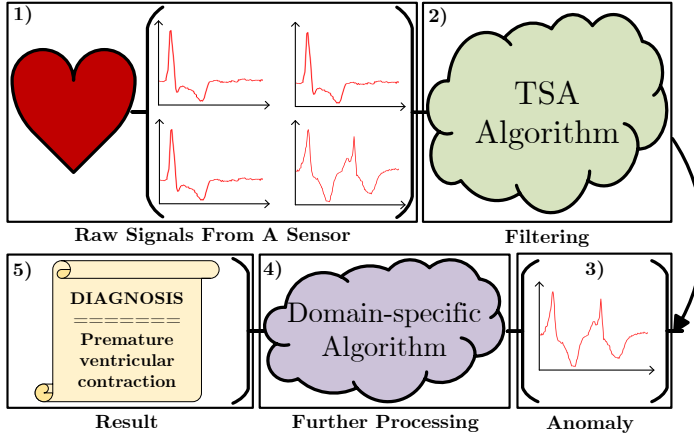 1)
Raw Signals From A Sensor
2)
TSA
Algorithm
Filtering
3)
Anomaly
4)
Domain-specific
Algorithm
Further Processing
5)
DIAGNOSIS
=======
Premature
ventricular
contraction
Result